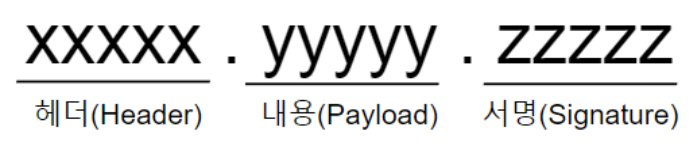 xxxxx . yyyyy . zzzzz
헤더(Header) 내용(Payload) 서명(Signature)